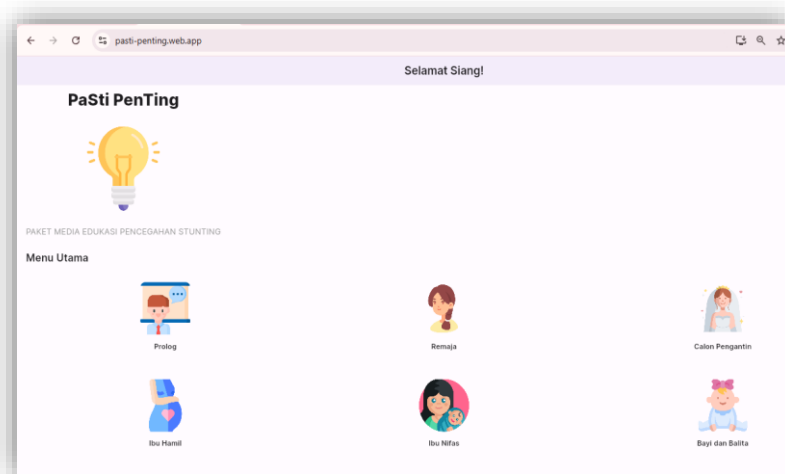 pasti-penting.web.app
Selamat Siang!
PaSti PenTing
PAKET MEDIA EDUKASI PENCEGAHAN STUNTING
Menu Utama
Prolog
Remaja
Calon Pengantin
Ibu Hamil
Ibu Nifas
Bayi dan Balita